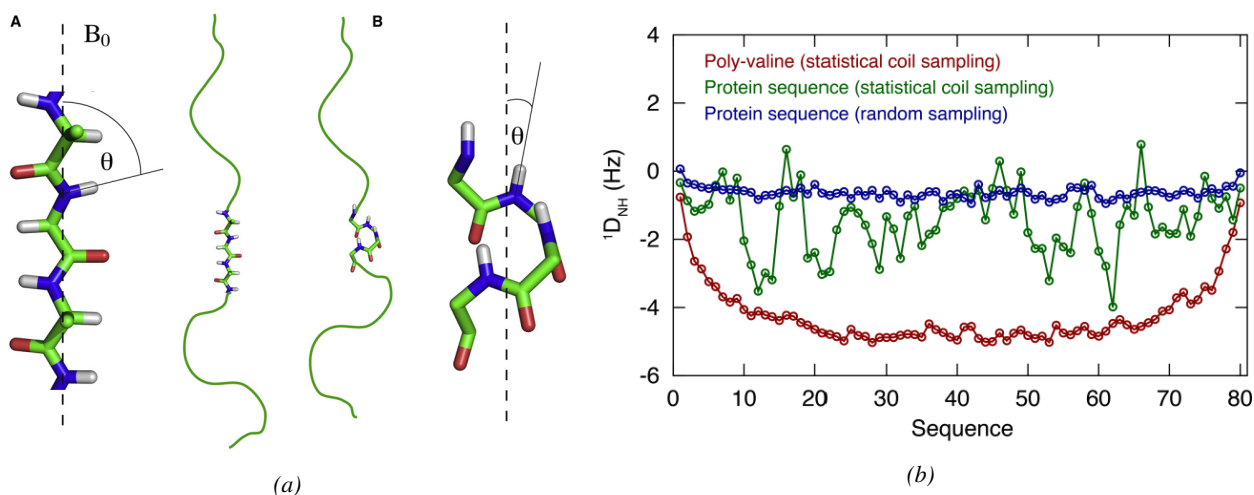 A
B₀
θ
B
θ
(a)
4
2
0
-2
-4
-6
¹D_NH (Hz)
Poly-valine (statistical coil sampling)
Protein sequence (statistical coil sampling)
Protein sequence (random sampling)
0 10 20 30 40 50 60 70 80
Sequence
(b)